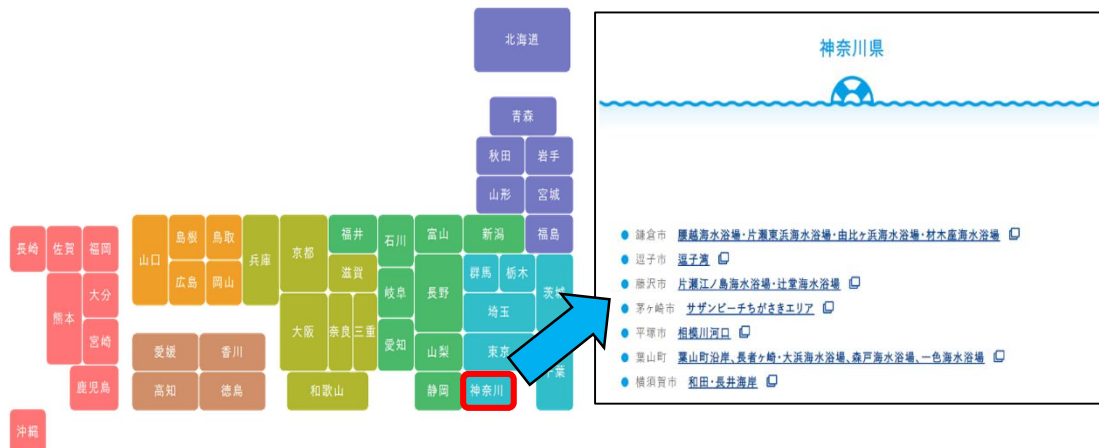 北海道
青森
秋田
岩手
山形
宮城
福島
長崎
佐賀
福岡
熊本
大分
宮崎
鹿児島
沖縄
山口
島根
鳥取
広島
岡山
兵庫
京都
滋賀
大阪
奈良
三重
和歌山
愛媛
香川
高知
徳島
福井
石川
富山
新潟
岐阜
長野
愛知
山梨
静岡
群馬
栃木
茨城
埼玉
東京
神奈川
千葉
神奈川県
鎌倉市 腰越海水浴場・片瀬東浜海水浴場・由比ヶ浜海水浴場・材木座海水浴場
逗子市 逗子湾
藤沢市 片瀬江ノ島海水浴場・辻堂海水浴場
茅ヶ崎市 サザンビーチちがさきエリア
平塚市 相模川河口
葉山町 葉山町沿岸、長者ヶ崎・大浜海水浴場、森戸海水浴場、一色海水浴場
横須賀市 和田・長井海岸